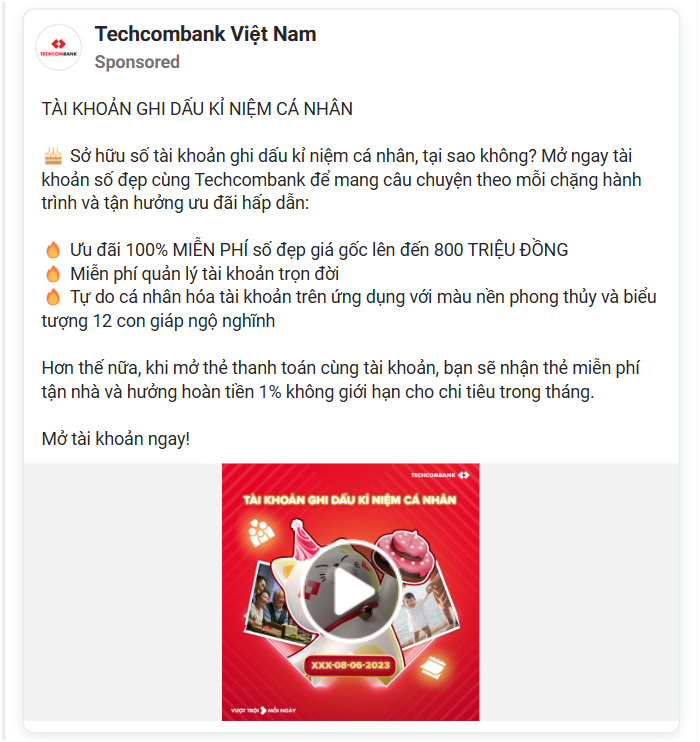 Techcombank Việt Nam
TECHCOMBANK
Sponsored
TÀI KHOẢN GHI DẤU KỈ NIỆM CÁ NHÂN
Sở hữu số tài khoản ghi dấu kỉ niệm cá nhân, tại sao không? Mở ngay tài
khoản số đẹp cùng Techcombank để mang câu chuyện theo mỗi chặng hành
trình và tận hưởng ưu đãi hấp dẫn:
Ưu đãi 100% MIỄN PHÍ số đẹp giá gốc lên đến 800 TRIỆU ĐỒNG
Miễn phí quản lý tài khoản trọn đời
Tự do cá nhân hóa tài khoản trên ứng dụng với màu nền phong thủy và biểu
tượng 12 con giáp ngộ nghĩnh
Hơn thế nữa, khi mở thẻ thanh toán cùng tài khoản, bạn sẽ nhận thẻ miễn phí
tận nhà và hưởng hoàn tiền 1% không giới hạn cho chi tiêu trong tháng.
Mở tài khoản ngay!
TECHCOMBANK
TÀI KHOẢN GHI DẤU KỈ NIỆM CÁ NHÂN
XXX-08-06-2023
VƯỢT TRỘI MỖI NGÀY